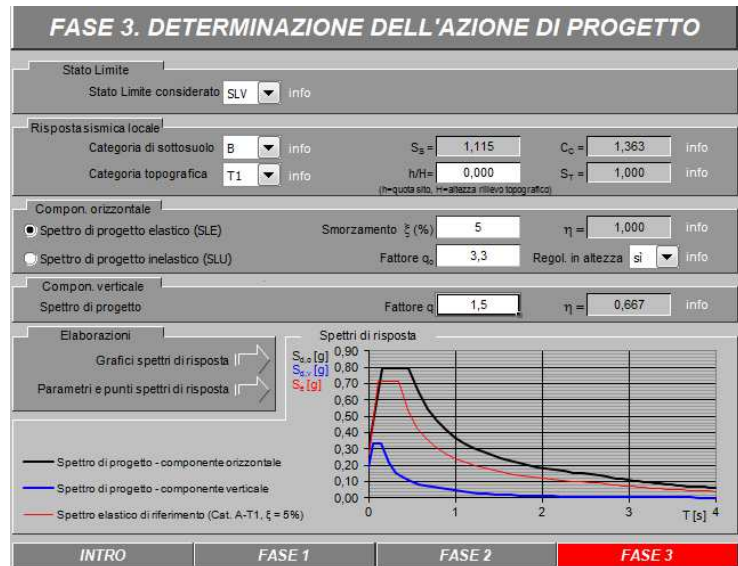 FASE 3. DETERMINAZIONE DELL'AZIONE DI PROGETTO
Stato Limite
Stato Limite considerato SLV info
Risposta sismica locale
Categoria di sottosuolo B info SS = 1,115 CC = 1,363 info
Categoria topografica T1 info h/H= 0,000 ST = 1,000 info
(h=quota sito, H=altezza rilievo topografico)
Compon. orizzontale
Spettro di progetto elastico (SLE) Smorzamento ξ (%) 5 η = 1,000 info
Spettro di progetto inelastico (SLU) Fattore qo 3,3 Regol. in altezza si info
Compon. verticale
Spettro di progetto Fattore q 1,5 η = 0,667 info
Elaborazioni
Grafici spettri di risposta
Parametri e punti spettri di risposta
Spettri di risposta
Sd,o [g]
Sd,v [g]
Se [g]
0,90
0,80
0,70
0,60
0,50
0,40
0,30
0,20
0,10
0,00
0 1 2 3 T [s] 4
Spettro di progetto - componente orizzontale
Spettro di progetto - componente verticale
Spettro elastico di riferimento (Cat. A-T1, ξ = 5%)
INTRO FASE 1 FASE 2 FASE 3